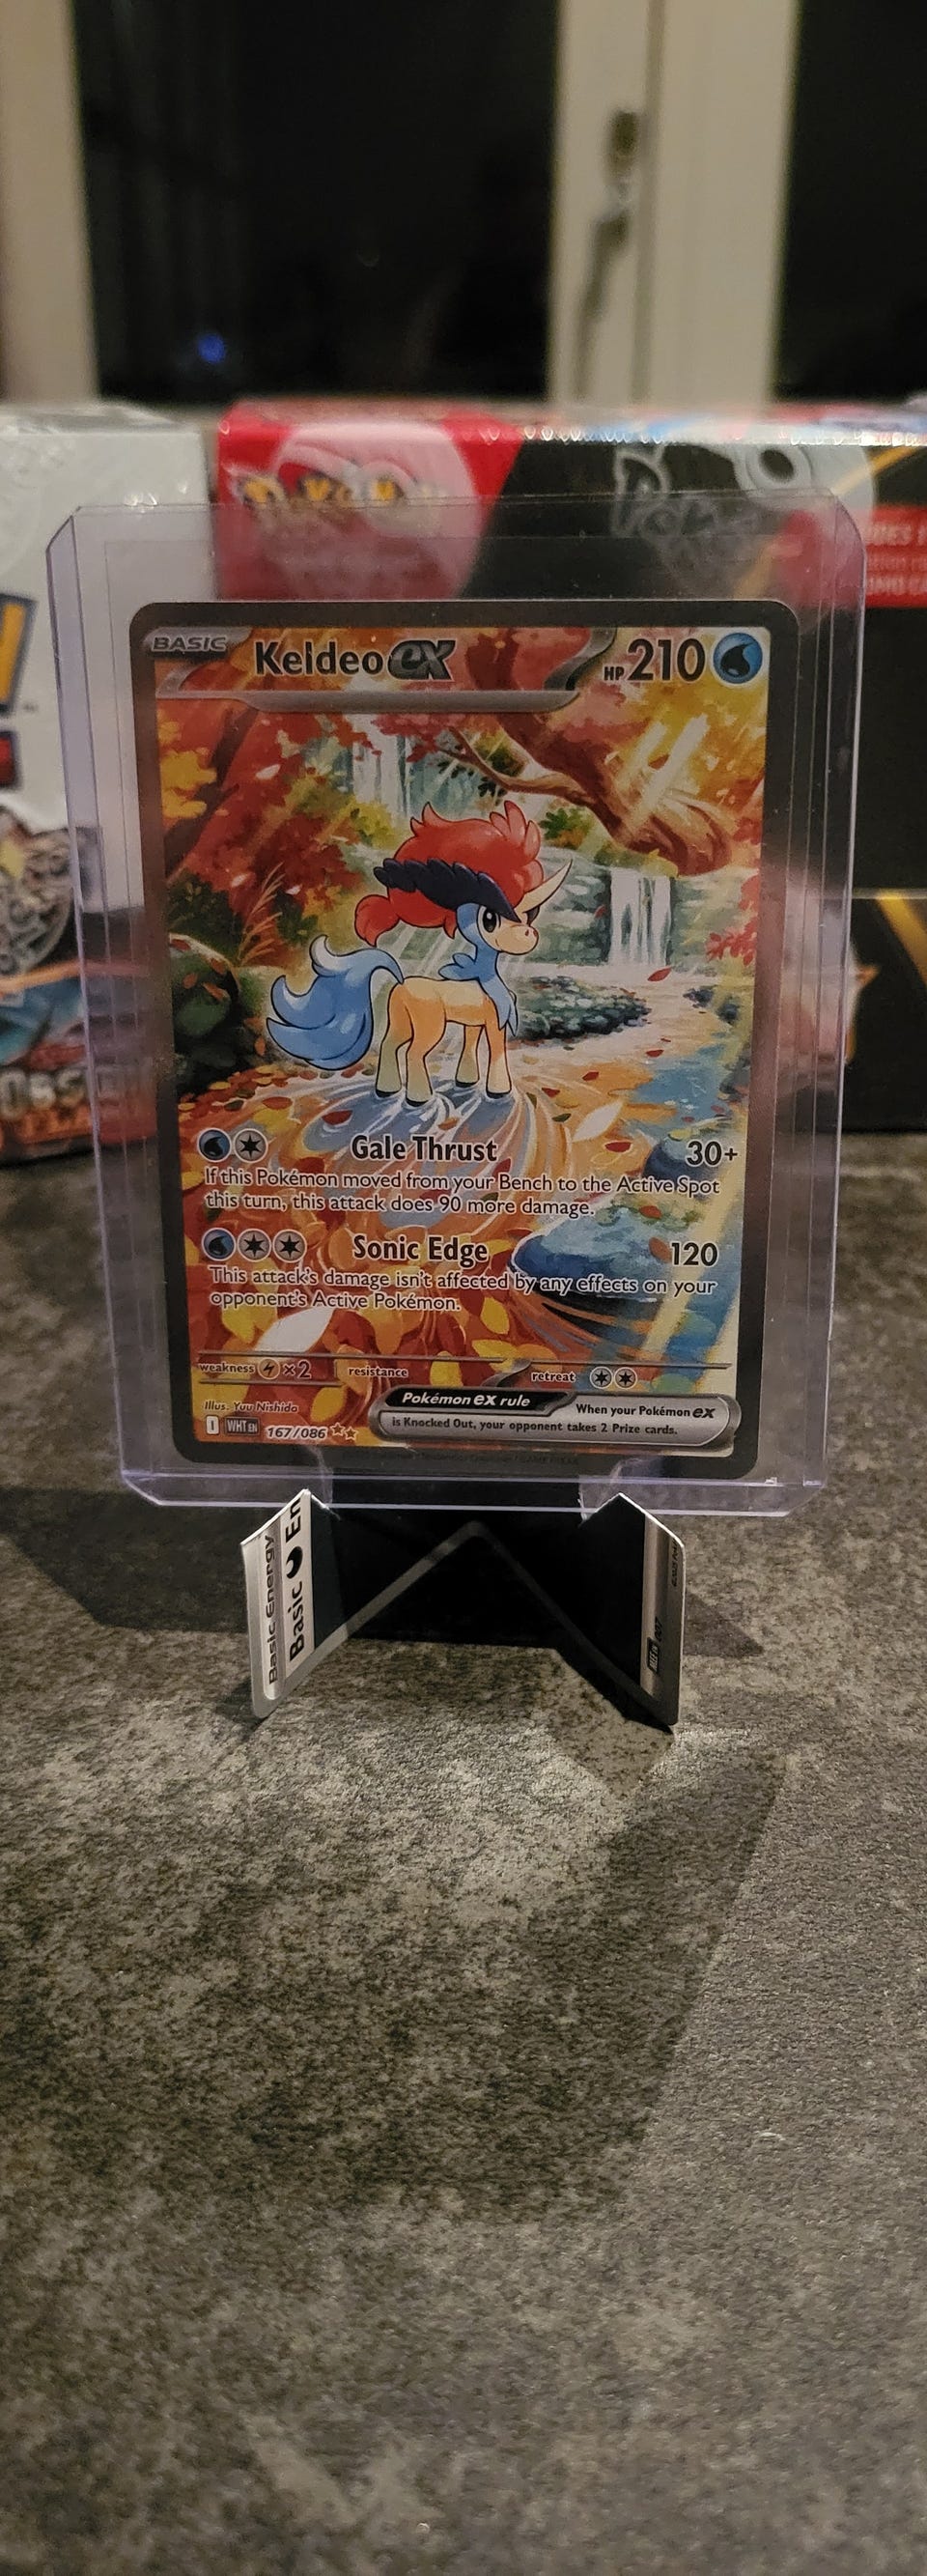 POKÉMON
BASIC
Keldeo ex
HP 210
Gale Thrust
30+
If this Pokémon moved from your Bench to the Active Spot
this turn, this attack does 90 more damage.
Sonic Edge
120
This attack's damage isn't affected by any effects on your
opponent's Active Pokémon.
weakness ×2
resistance
retreat
Illus. Yuu Nishida
Pokémon ex rule
When your Pokémon ex
is Knocked Out, your opponent takes 2 Prize cards.
I WHT EN 167/086
Basic Energy
Basic En
007